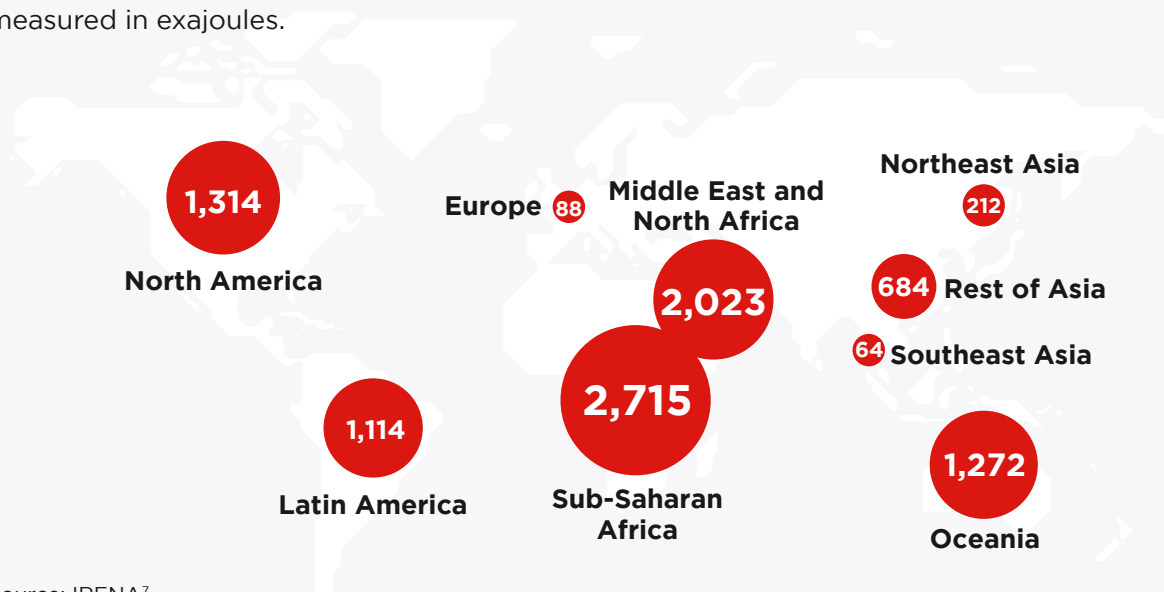 measured in exajoules.
Northeast Asia
212
Europe 88
Middle East and
North Africa
2,023
1,314
North America
684 Rest of Asia
64 Southeast Asia
2,715
Sub-Saharan
Africa
1,114
Latin America
1,272
Oceania